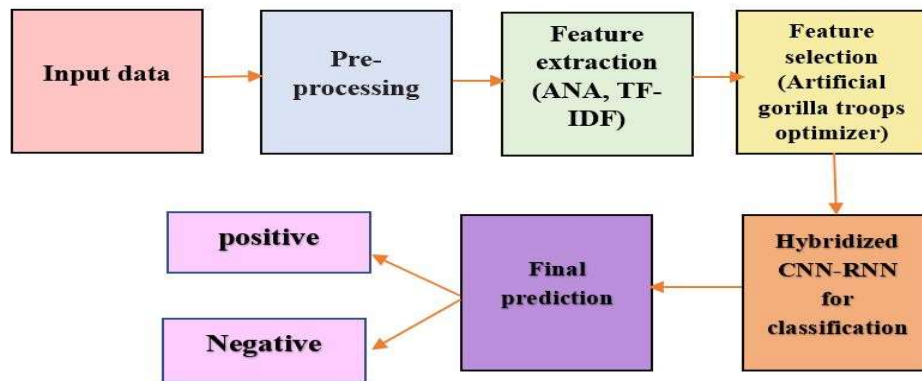 Input data
Pre-
processing
Feature
extraction
(ANA, TF-
IDF)
Feature
selection
(Artificial
gorilla troops
optimizer)
Hybridized
CNN-RNN
for
classification
Final
prediction
positive
Negative